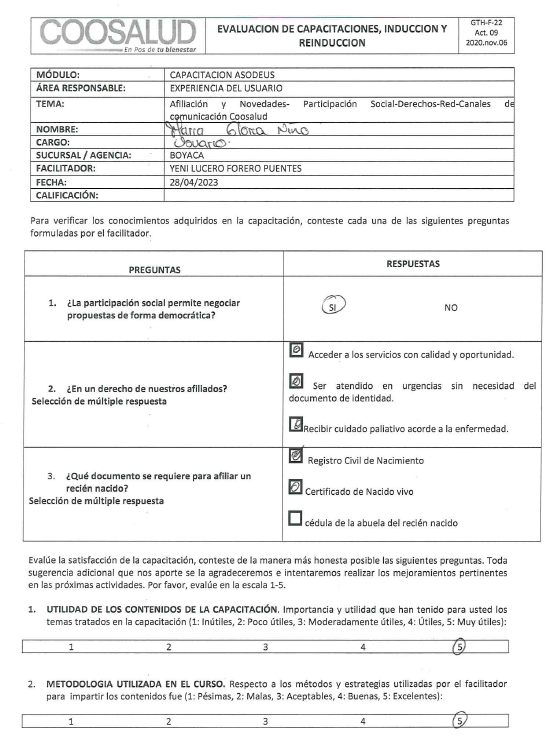 COOSALUD
En Pos de tu bienestar
EVALUACION DE CAPACITACIONES, INDUCCION Y
REINDUCCION
GTH-F-22
Act. 09
2020.nov.06
MÓDULO: CAPACITACION ASODEUS
ÁREA RESPONSABLE: EXPERIENCIA DEL USUARIO
TEMA: Afiliación y Novedades- Participación Social-Derechos-Red-Canales de
comunicación Coosalud
NOMBRE: Maria Gloria Nino
CARGO: Usuario.
SUCURSAL / AGENCIA: BOYACA
FACILITADOR: YENI LUCERO FORERO PUENTES
FECHA: 28/04/2023
CALIFICACIÓN:
Para verificar los conocimientos adquiridos en la capacitación, conteste cada una de las siguientes preguntas
formuladas por el facilitador.
PREGUNTAS RESPUESTAS
1. ¿La participación social permite negociar
propuestas de forma democrática?
SI NO
2. ¿En un derecho de nuestros afiliados?
Selección de múltiple respuesta
Acceder a los servicios con calidad y oportunidad.
Ser atendido en urgencias sin necesidad del
documento de identidad.
Recibir cuidado paliativo acorde a la enfermedad.
3. ¿Qué documento se requiere para afiliar un
recién nacido?
Selección de múltiple respuesta
Registro Civil de Nacimiento
Certificado de Nacido vivo
cédula de la abuela del recién nacido
Evalúe la satisfacción de la capacitación, conteste de la manera más honesta posible las siguientes preguntas. Toda
sugerencia adicional que nos aporte se la agradeceremos e intentaremos realizar los mejoramientos pertinentes
en las próximas actividades. Por favor, evalúe en la escala 1-5.
1. UTILIDAD DE LOS CONTENIDOS DE LA CAPACITACIÓN. Importancia y utilidad que han tenido para usted los
temas tratados en la capacitación (1: Inútiles, 2: Poco útiles, 3: Moderadamente útiles, 4: Útiles, 5: Muy útiles):
1 2 3 4 5
2. METODOLOGIA UTILIZADA EN EL CURSO. Respecto a los métodos y estrategias utilizadas por el facilitador
para impartir los contenidos fue (1: Pésimas, 2: Malas, 3: Aceptables, 4: Buenas, 5: Excelentes):
1 2 3 4 5